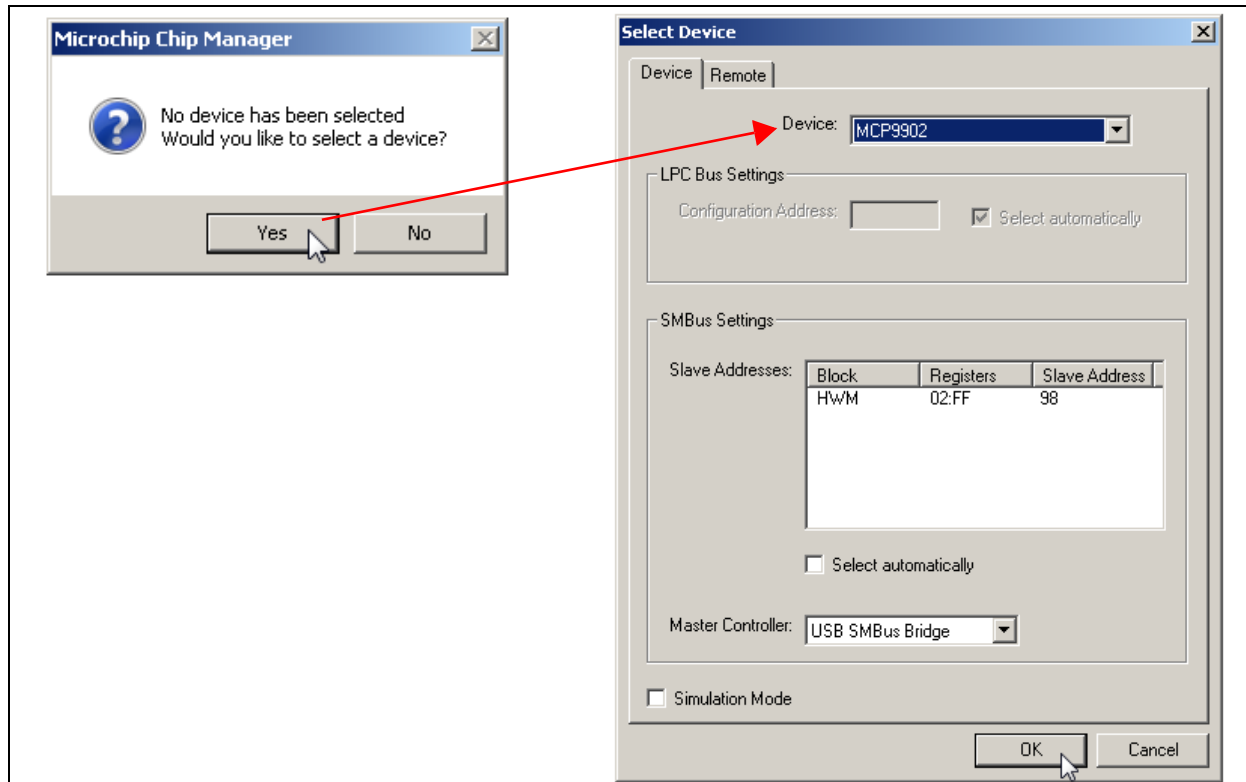 Microchip Chip Manager
No device has been selected
Would you like to select a device?
Yes
No
Select Device
Device
Remote
Device:
MCP9902
LPC Bus Settings
Configuration Address:
Select automatically
SMBus Settings
Slave Addresses:
Block Registers Slave Address
HWM 02:FF 98
Select automatically
Master Controller:
USB SMBus Bridge
Simulation Mode
OK
Cancel